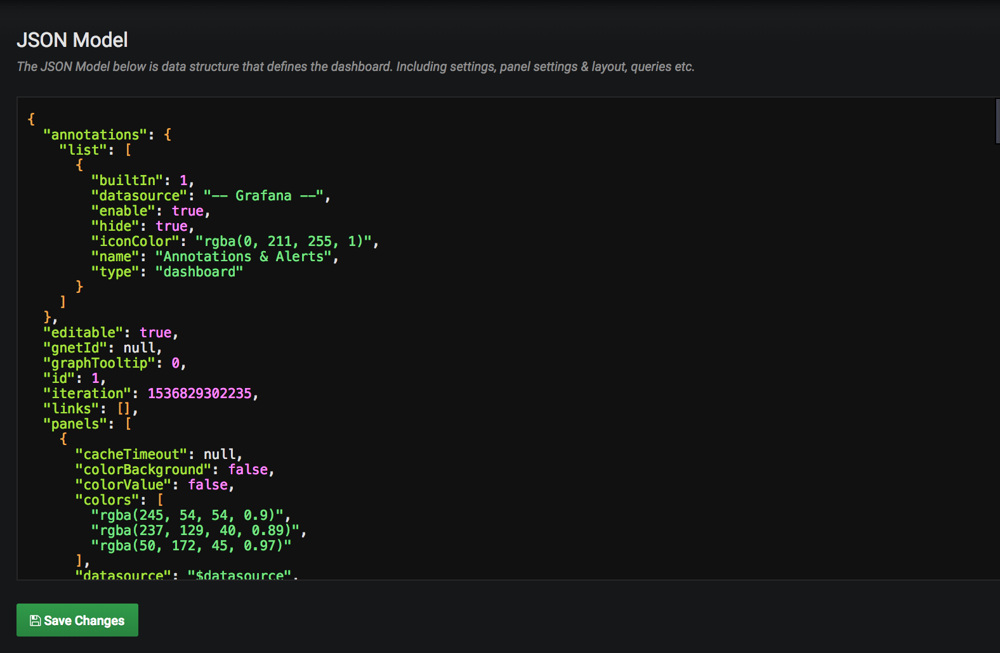 JSON Model
The JSON Model below is data structure that defines the dashboard. Including settings, panel settings & layout, queries etc.
{
  "annotations": {
    "list": [
      {
        "builtIn": 1,
        "datasource": "-- Grafana --",
        "enable": true,
        "hide": true,
        "iconColor": "rgba(0, 211, 255, 1)",
        "name": "Annotations & Alerts",
        "type": "dashboard"
      }
    ]
  },
  "editable": true,
  "gnetId": null,
  "graphTooltip": 0,
  "id": 1,
  "iteration": 1536829302235,
  "links": [],
  "panels": [
    {
      "cacheTimeout": null,
      "colorBackground": false,
      "colorValue": false,
      "colors": [
        "rgba(245, 54, 54, 0.9)",
        "rgba(237, 129, 40, 0.89)",
        "rgba(50, 172, 45, 0.97)"
      ],
      "datasource": "$datasource",
Save Changes